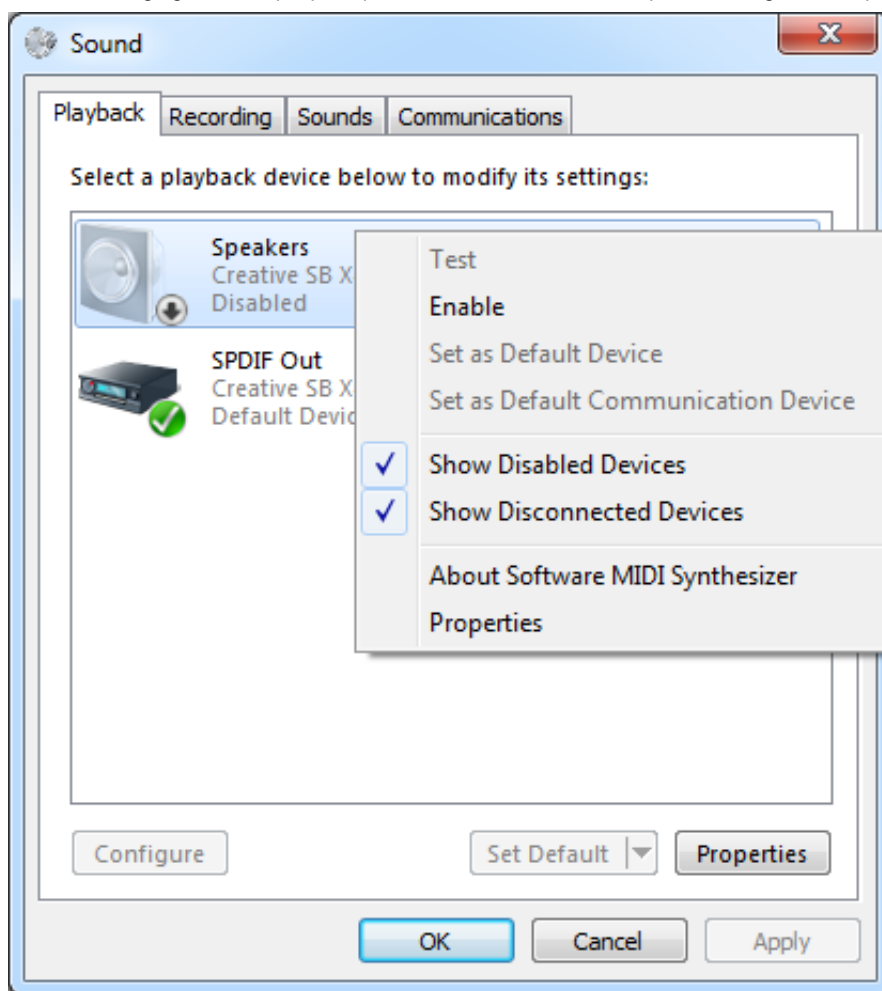 Sound
Playback Recording Sounds Communications
Select a playback device below to modify its settings:
Speakers
Creative SB X
Disabled
SPDIF Out
Creative SB X
Default Devic
Test
Enable
Set as Default Device
Set as Default Communication Device
Show Disabled Devices
Show Disconnected Devices
About Software MIDI Synthesizer
Properties
Configure Set Default Properties
OK Cancel Apply